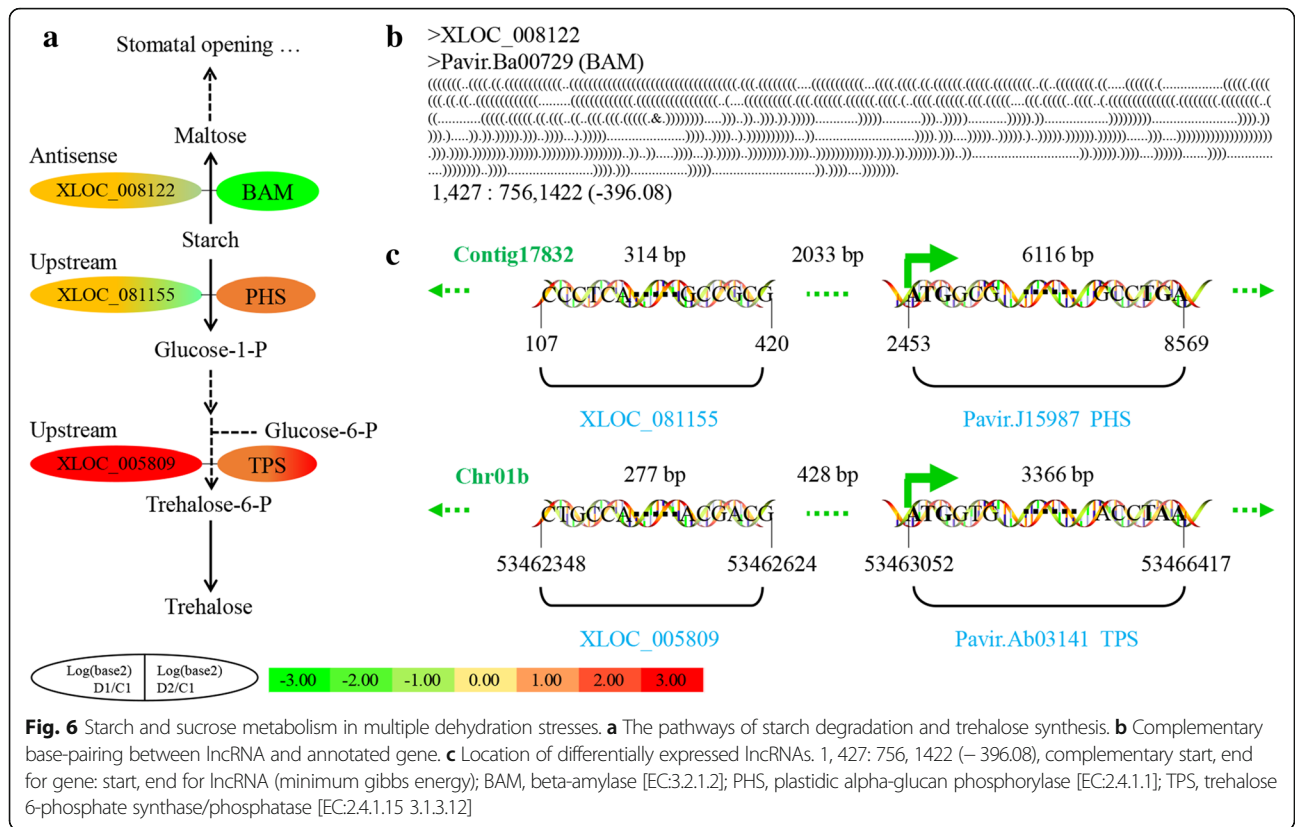 a
Stomatal opening ...
Maltose
Antisense
XLOC_008122
BAM
Starch
Upstream
XLOC_081155
PHS
Glucose-1-P
Glucose-6-P
Upstream
XLOC_005809
TPS
Trehalose-6-P
Trehalose
Log(base2) D1/C1
Log(base2) D2/C1
-3.00 -2.00 -1.00 0.00 1.00 2.00 3.00
b
>XLOC_008122
>Pavir.Ba00729 (BAM)
1,427 : 756,1422 (-396.08)
c
Contig17832 314 bp 2033 bp 6116 bp
CCCTCA GCCGCG ATGGCG GCCTGA
107 420 2453 8569
XLOC_081155 Pavir.J15987 PHS
Chr01b 277 bp 428 bp 3366 bp
CTGCCA ACGACG ATGGTG ACCTAA
53462348 53462624 53463052 53466417
XLOC_005809 Pavir.Ab03141 TPS
Fig. 6 Starch and sucrose metabolism in multiple dehydration stresses. a The pathways of starch degradation and trehalose synthesis. b Complementary
base-pairing between lncRNA and annotated gene. c Location of differentially expressed lncRNAs. 1, 427: 756, 1422 (− 396.08), complementary start, end
for gene: start, end for lncRNA (minimum gibbs energy); BAM, beta-amylase [EC:3.2.1.2]; PHS, plastidic alpha-glucan phosphorylase [EC:2.4.1.1]; TPS, trehalose
6-phosphate synthase/phosphatase [EC:2.4.1.15 3.1.3.12]